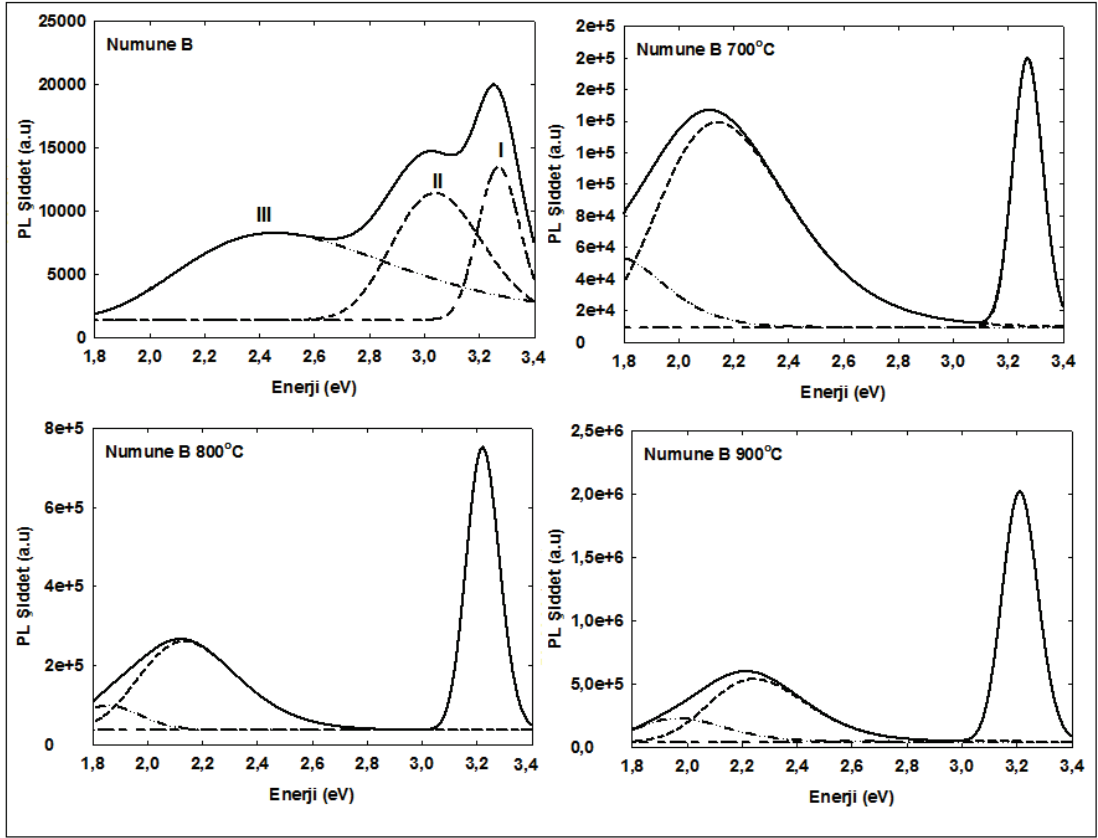 Numune B
PL Şiddet (a.u)
25000
20000
15000
10000
5000
0
I
II
III
1,8 2,0 2,2 2,4 2,6 2,8 3,0 3,2 3,4
Enerji (eV)
Numune B 700°C
PL Şiddet (a.u)
2e+5
2e+5
1e+5
1e+5
8e+4
6e+4
2e+4
0
1,8 2,0 2,2 2,4 2,6 2,8 3,0 3,2 3,4
Enerji (eV)
Numune B 800°C
PL Şiddet (a.u)
8e+5
6e+5
4e+5
2e+5
0
1,8 2,0 2,2 2,4 2,6 2,8 3,0 3,2 3,4
Enerji (eV)
Numune B 900°C
PL Şiddet (a.u)
2,5e+6
2,0e+6
1,5e+6
1,0e+6
5,0e+5
0,0
1,8 2,0 2,2 2,4 2,6 2,8 3,0 3,2 3,4
Enerji (eV)